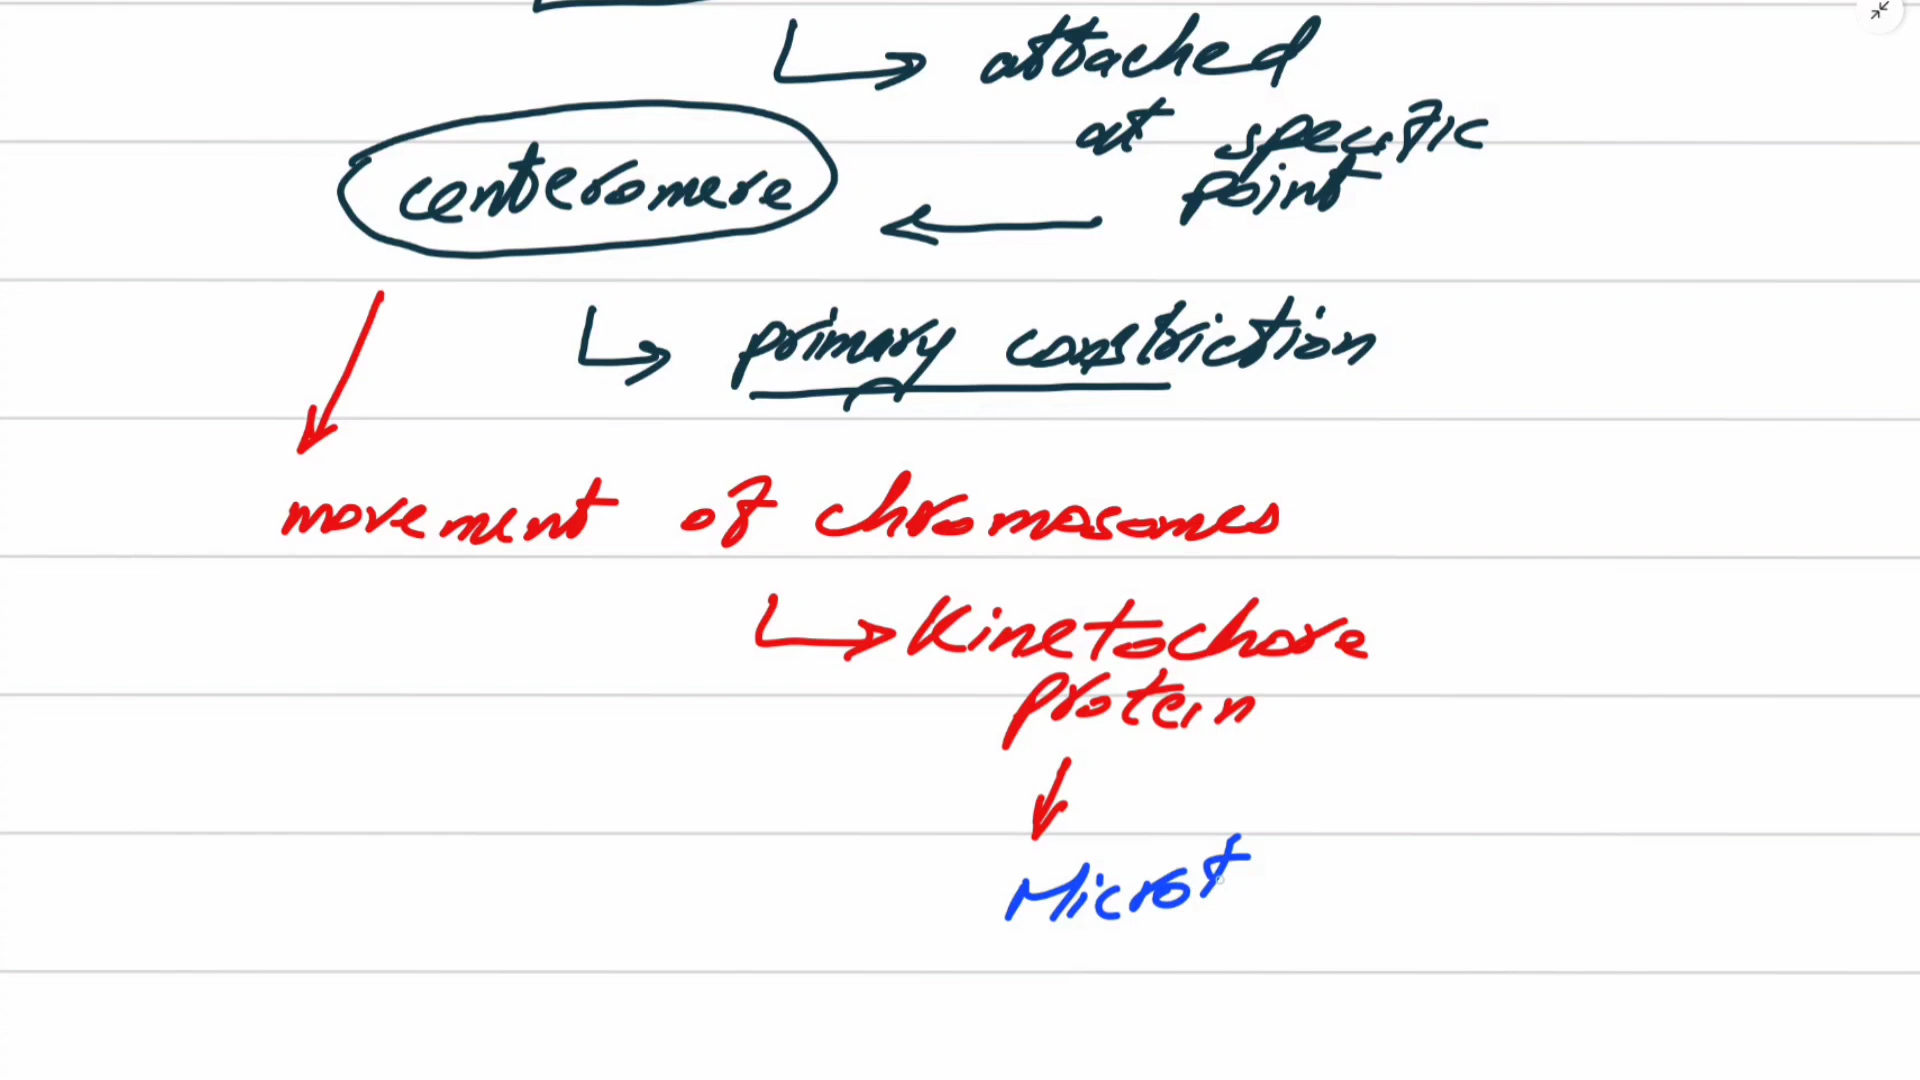 attached
at specific
point
centeromere
primary constriction
movement of chromosomes
Kinetochore
protein
Microt